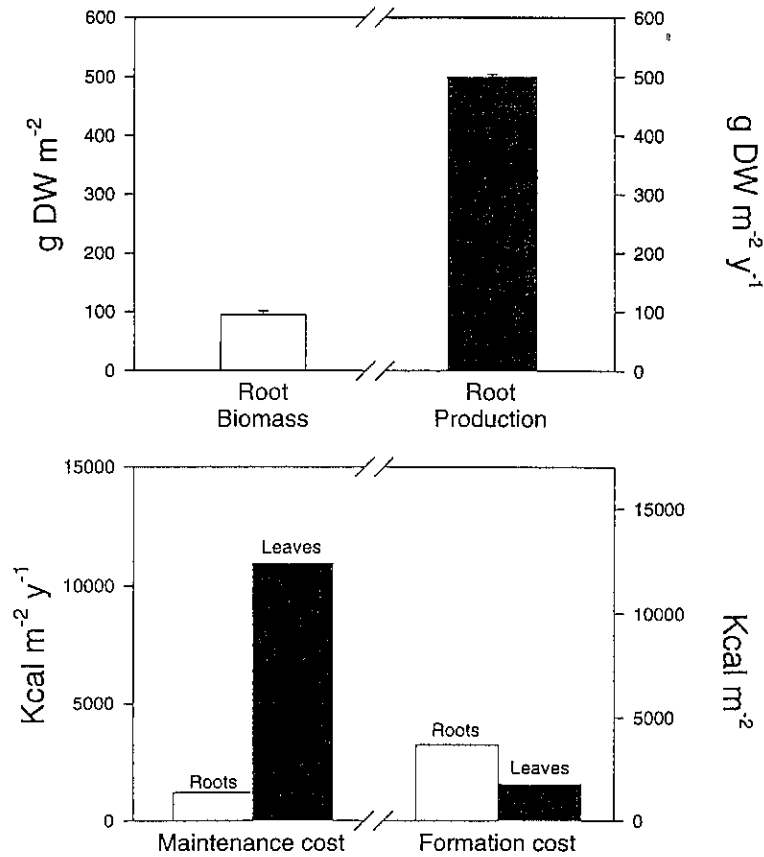 600
500
400
300
200
100
0
g DW m-2
600
500
400
300
200
100
0
g DW m-2 y-1
Root
Biomass
Root
Production
15000
10000
5000
0
Kcal m-2 y-1
Leaves
Roots
Roots
Leaves
15000
10000
5000
0
Kcal m-2
Maintenance cost
Formation cost